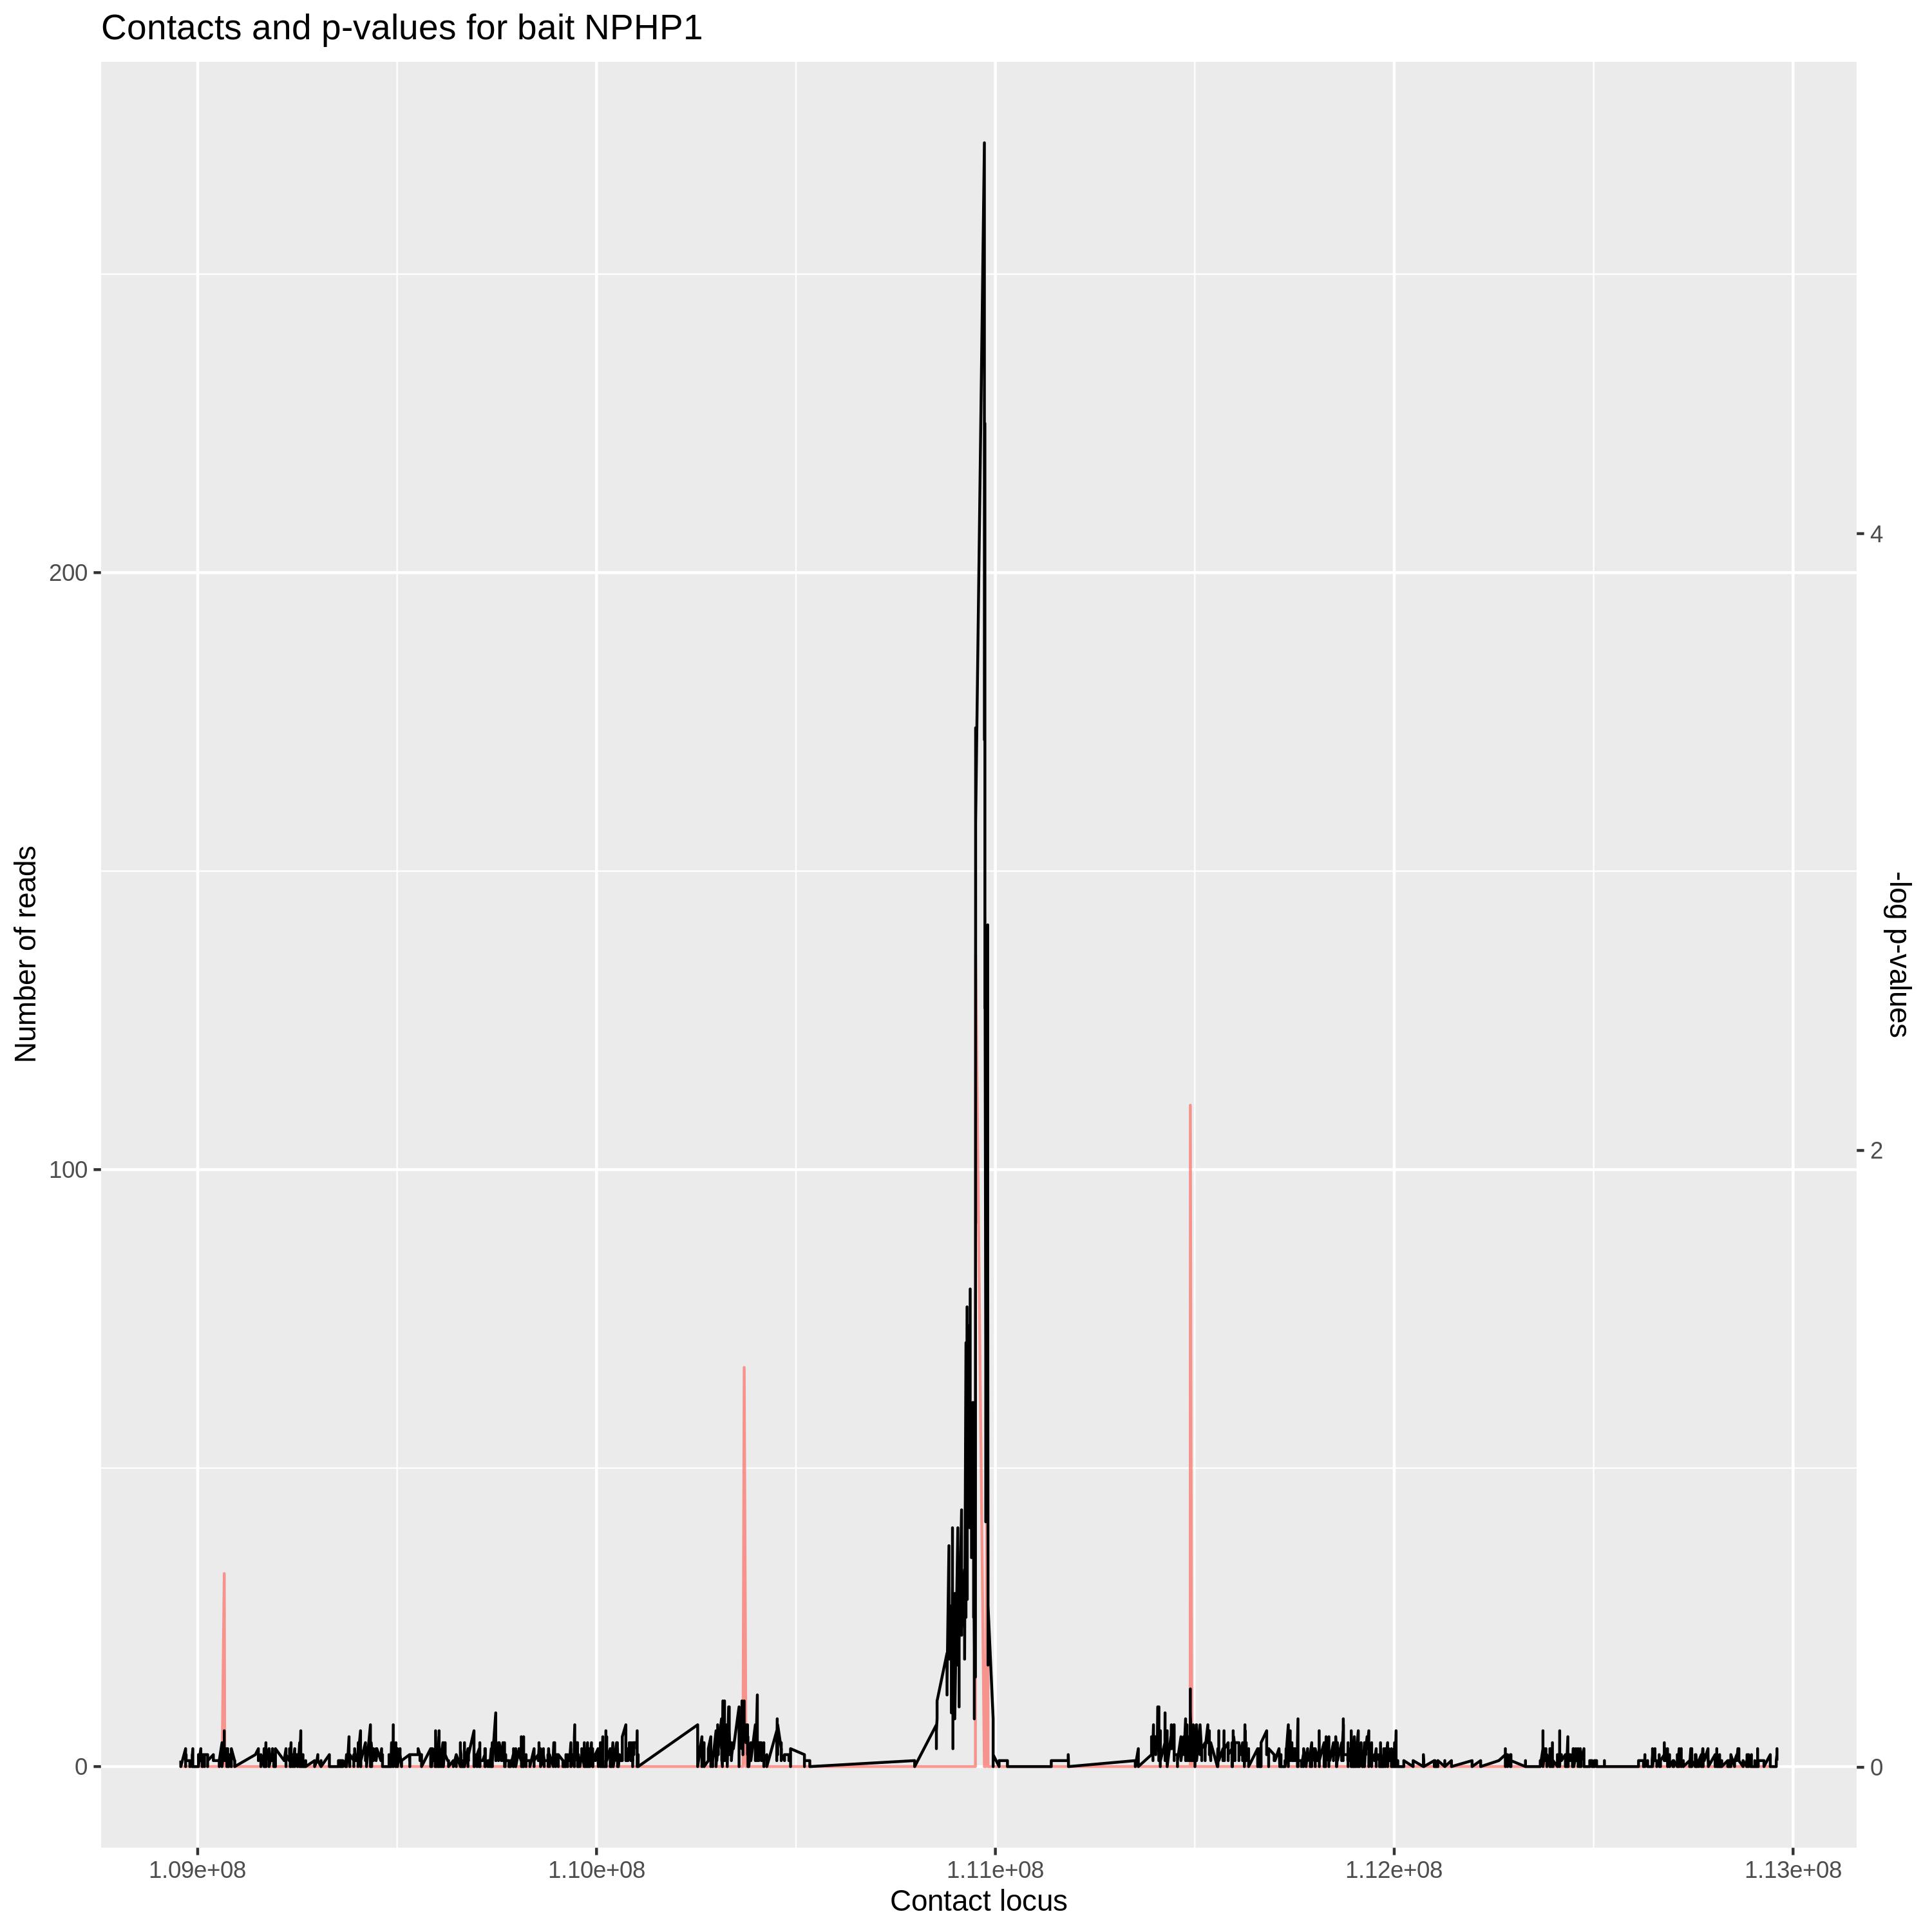 Contacts and p-values for bait NPHP1
Number of reads
200
100
0
4
2
0
-log p-values
1.09e+08
1.10e+08
1.11e+08
1.12e+08
1.13e+08
Contact locus